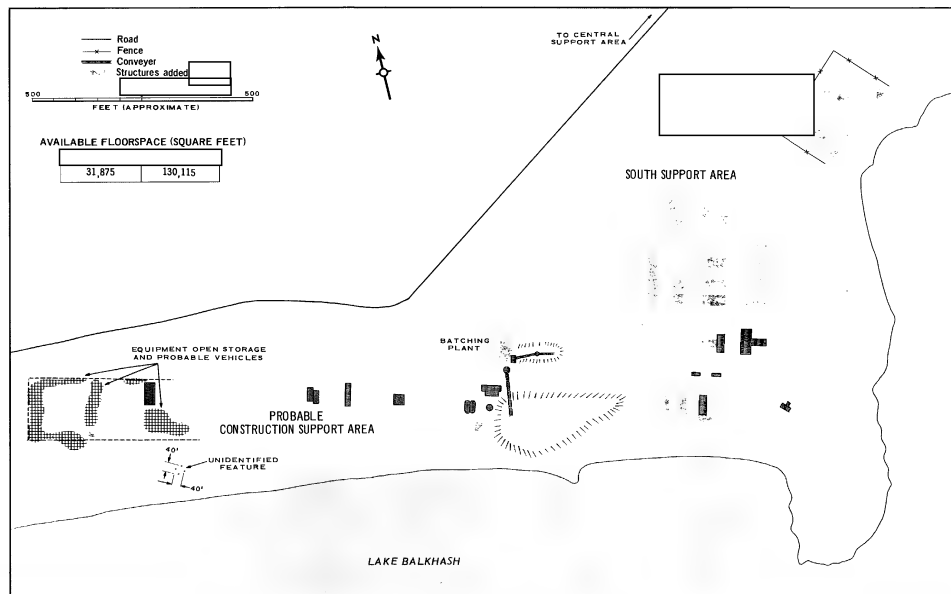 Road
Fence
Conveyer
Structures added
500 500
FEET (APPROXIMATE)
AVAILABLE FLOORSPACE (SQUARE FEET)
31,875 130,115
N
TO CENTRAL
SUPPORT AREA
SOUTH SUPPORT AREA
EQUIPMENT OPEN STORAGE
AND PROBABLE VEHICLES
BATCHING
PLANT
PROBABLE
CONSTRUCTION SUPPORT AREA
40'
UNIDENTIFIED
FEATURE
40'
LAKE BALKHASH